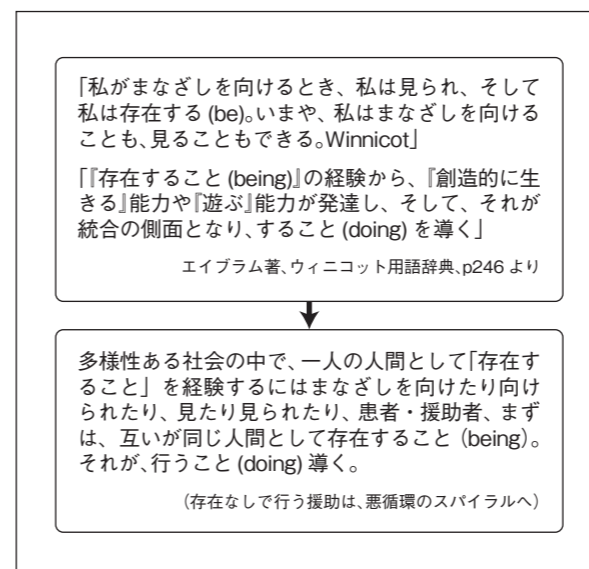 「私がまなざしを向けるとき、私は見られ、そして
私は存在する (be)。いまや、私はまなざしを向ける
ことも、見ることもできる。Winnicot」
「『存在すること (being)』の経験から、『創造的に生
きる』能力や『遊ぶ』能力が発達し、そして、それが
統合の側面となり、すること (doing) を導く」
エイブラム著、ウィニコット用語辞典、p246 より
多様性ある社会の中で、一人の人間として「存在す
ること」を経験するにはまなざしを向けたり向け
られたり、見たり見られたり、患者・援助者、まず
は、互いが同じ人間として存在すること (being)。
それが、行うこと (doing) 導く。
(存在なしで行う援助は、悪循環のスパイラルへ)